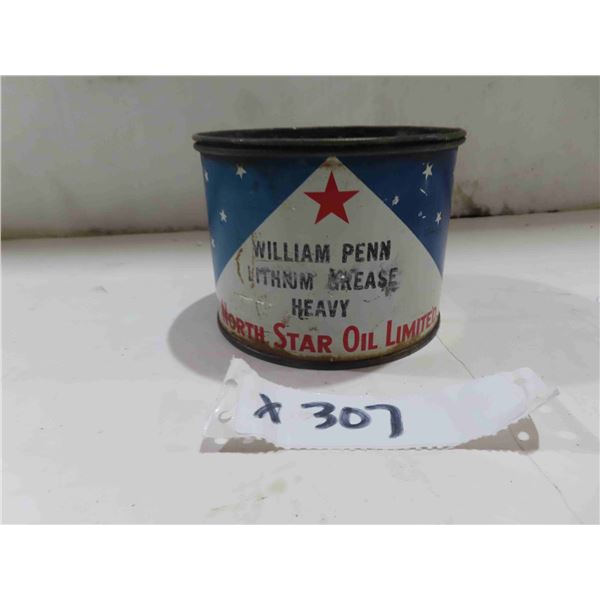 WILLIAM PENN
LITHIUM GREASE
HEAVY
NORTH STAR OIL LIMITED
X 307